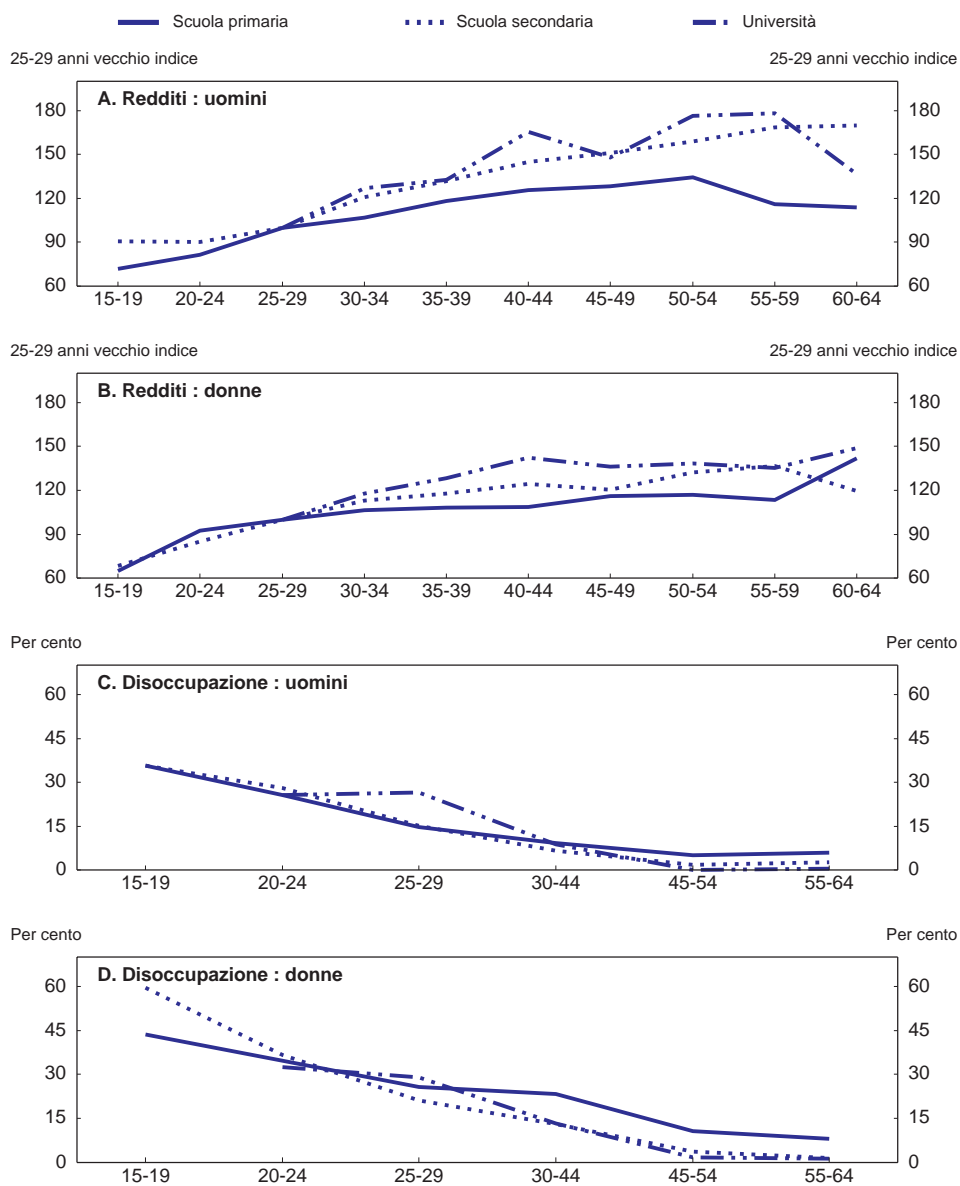 Scuola primaria Scuola secondaria Università
25-29 anni vecchio indice 25-29 anni vecchio indice
A. Redditi : uomini
180 180
150 150
120 120
90 90
60 60
15-19 20-24 25-29 30-34 35-39 40-44 45-49 50-54 55-59 60-64
25-29 anni vecchio indice 25-29 anni vecchio indice
B. Redditi : donne
180 180
150 150
120 120
90 90
60 60
15-19 20-24 25-29 30-34 35-39 40-44 45-49 50-54 55-59 60-64
Per cento Per cento
C. Disoccupazione : uomini
60 60
45 45
30 30
15 15
0 0
15-19 20-24 25-29 30-44 45-54 55-64
Per cento Per cento
D. Disoccupazione : donne
60 60
45 45
30 30
15 15
0 0
15-19 20-24 25-29 30-44 45-54 55-64